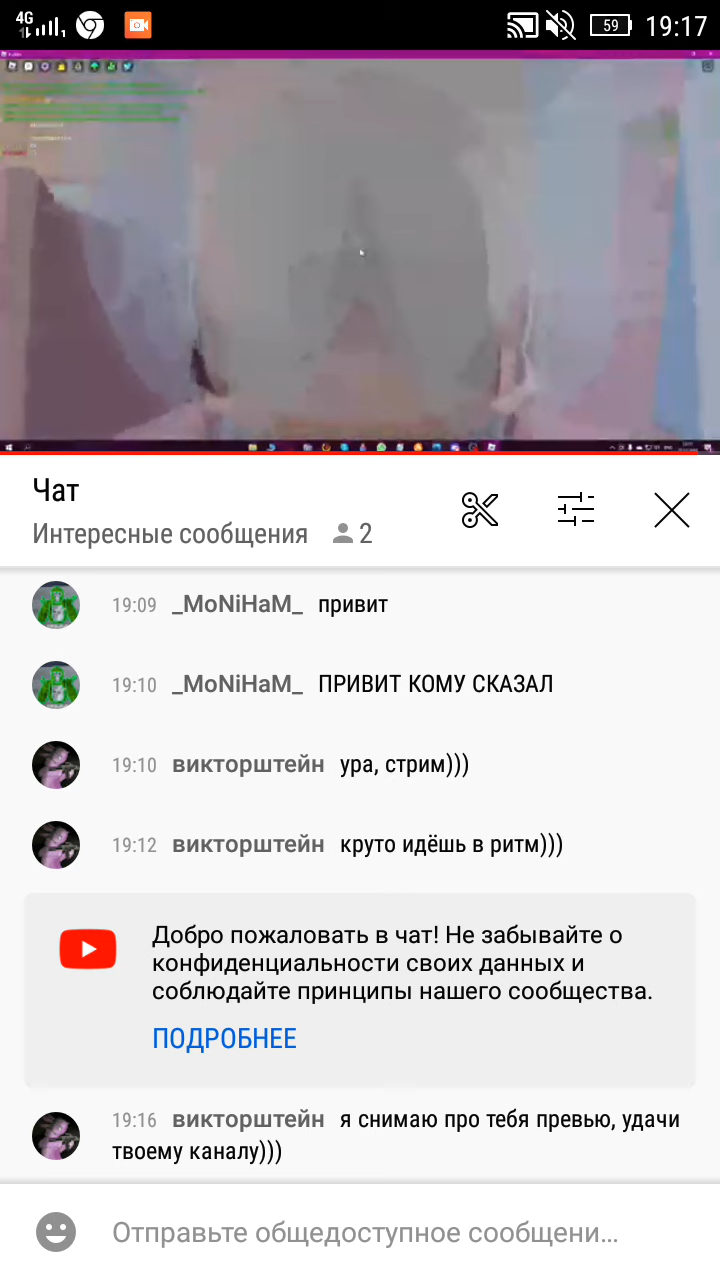 4G
59
19:17
Чат
Интересные сообщения 2
19:09 _MoNiHaM_ привит
19:10 _MoNiHaM_ ПРИВИТ КОМУ СКАЗАЛ
19:10 викторштейн ура, стрим)))
19:12 викторштейн круто идёшь в ритм)))
Добро пожаловать в чат! Не забывайте о
конфиденциальности своих данных и
соблюдайте принципы нашего сообщества.
ПОДРОБНЕЕ
19:16 викторштейн я снимаю про тебя превью, удачи
твоему каналу)))
Отправьте общедоступное сообщени...